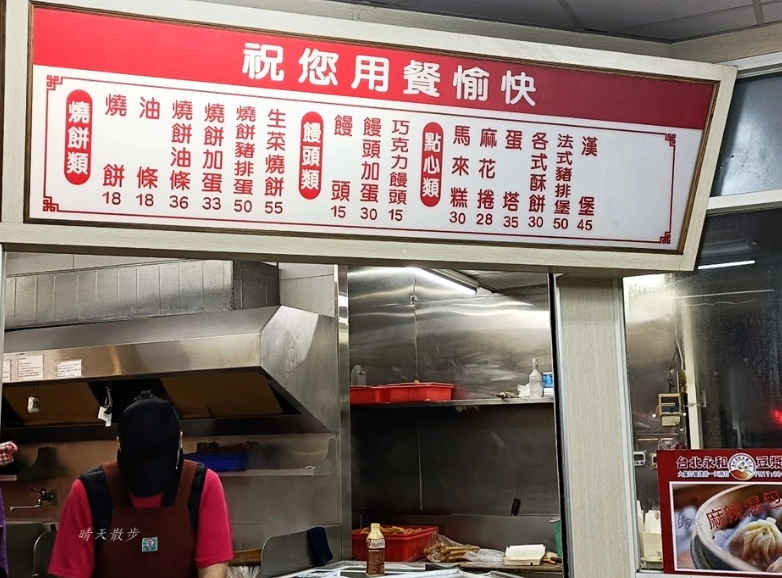 祝您用餐愉快
燒餅類
燒餅 18
油條 18
燒餅油條 36
燒餅加蛋 33
燒餅豬排蛋 50
生菜燒餅 55
饅頭類
饅頭 15
饅頭加蛋 30
巧克力饅頭 15
點心類
馬來糕 30
麻花捲 28
蛋塔 35
各式酥餅 30
法式豬排堡 50
漢堡 45
台北永和豆漿
麻辣湯包
晴天散步